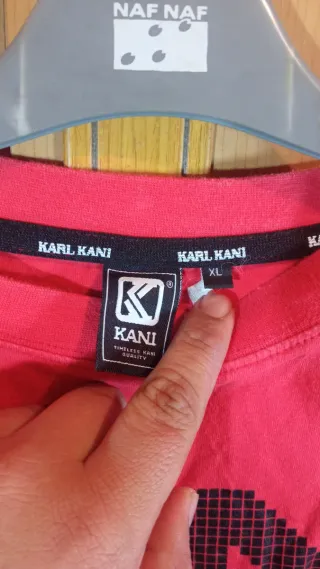 NAF NAF
KARL KANI
KARL KANI
XL
®
KANI
TIMELESS KANI
QUALITY